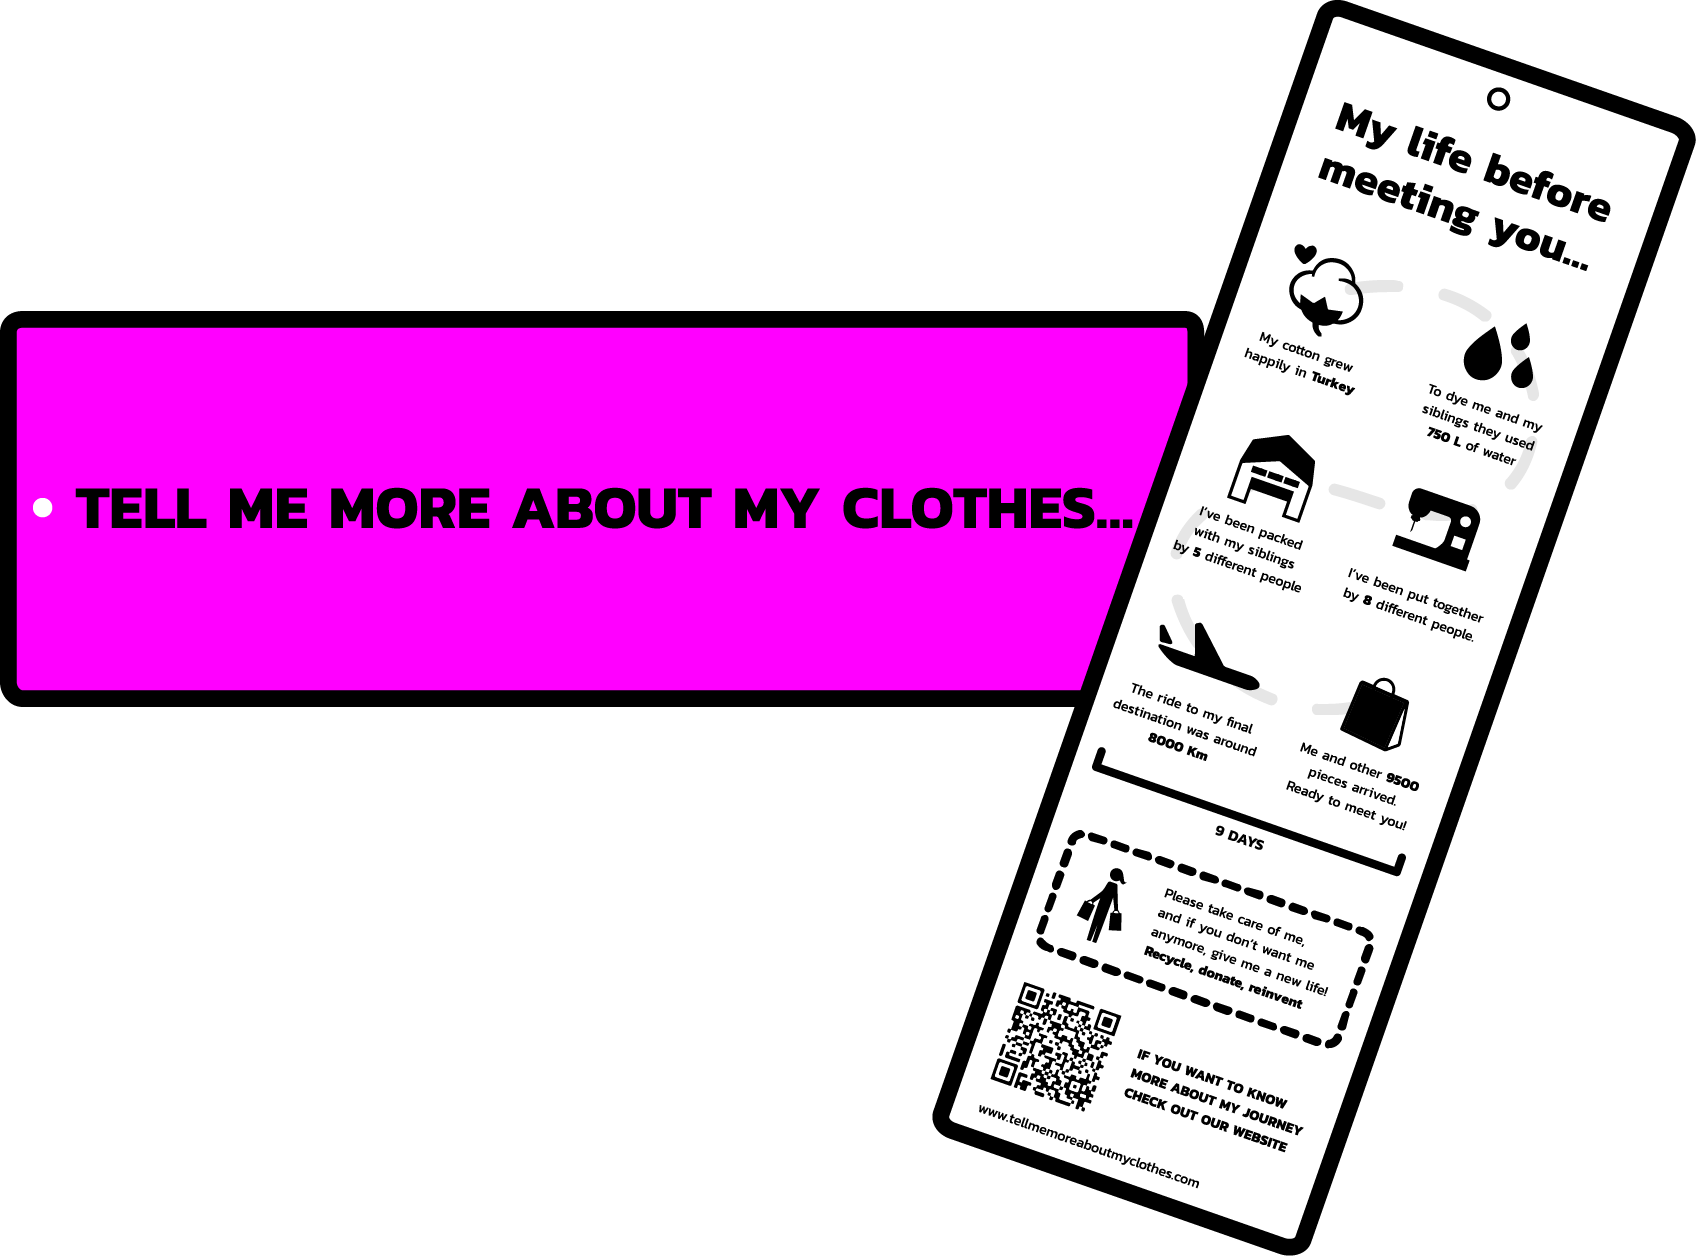 TELL ME MORE ABOUT MY CLOTHES...
My life before
meeting you...
My cotton grew
happily in Turkey
To dye me and my
siblings they used
750 L of water
I've been put together
by 8 different people.
I've been packed
with my siblings
by 5 different people
The ride to my final
destination was around
8000 Km
Me and other 9500
pieces arrived.
Ready to meet you!
9 DAYS
Please take care of me,
and if you don't want me
anymore, give me a new life!
Recycle, donate, reinvent
IF YOU WANT TO KNOW
MORE ABOUT MY JOURNEY
CHECK OUT OUR WEBSITE
www.tellmemoreaboutmyclothes.com